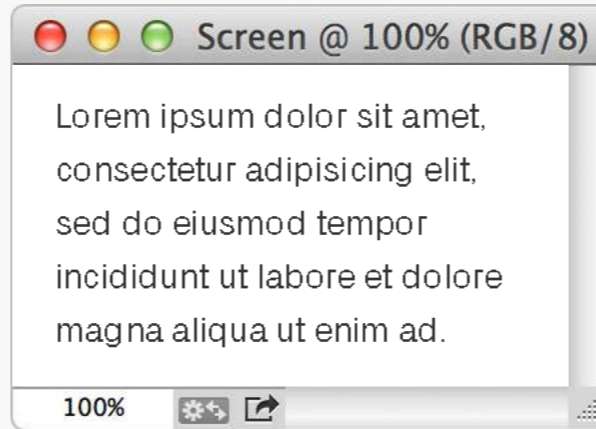 Screen @ 100% (RGB/8)
Lorem ipsum dolor sit amet,
consectetur adipisicing elit,
sed do eiusmod tempor
incididunt ut labore et dolore
magna aliqua ut enim ad.
100%